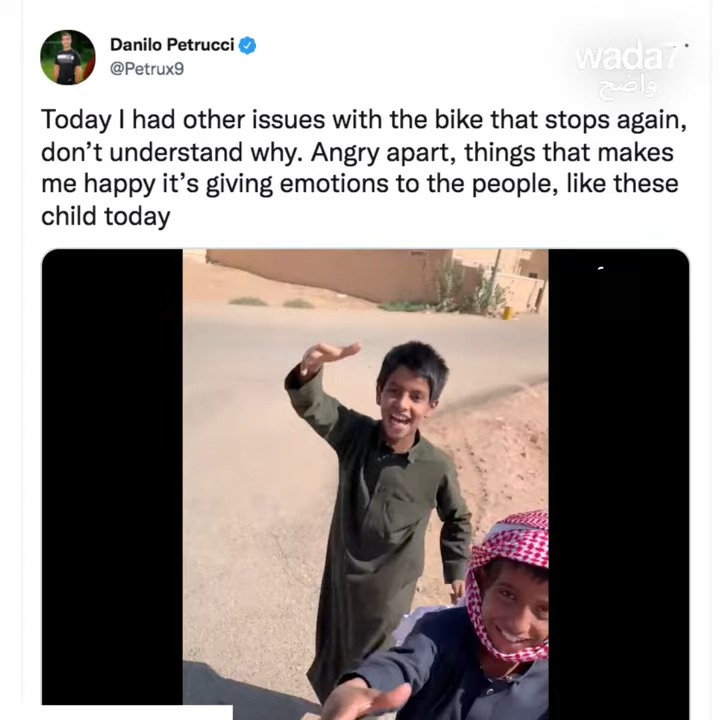 Danilo Petrucci
@Petrux9
wada7
واضح
Today I had other issues with the bike that stops again,
don’t understand why. Angry apart, things that makes
me happy it’s giving emotions to the people, like these
child today